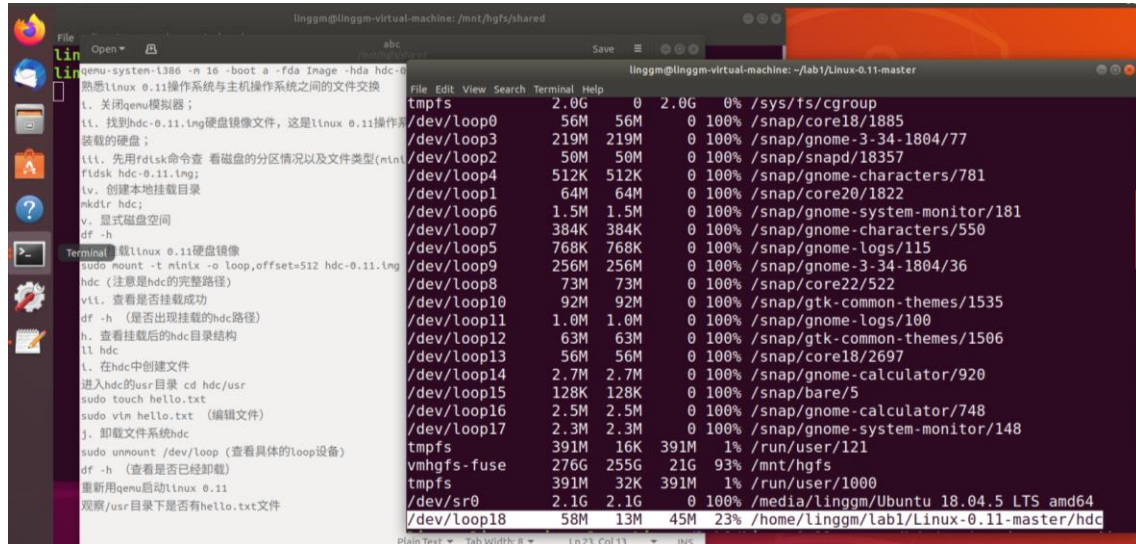 linggm@linggm-virtual-machine: /mnt/hgfs/shared
File
lin
lin
Open
abc
/mnt/hgfs/shared
Save
qemu-system-i386 -m 16 -boot a -fda Image -hda hdc-0
熟悉linux 0.11操作系统与主机操作系统之间的文件交换
i. 关闭qemu模拟器；
ii. 找到hdc-0.11.img硬盘镜像文件，这是linux 0.11操作系
装载的硬盘；
iii. 先用fdisk命令查 看磁盘的分区情况以及文件类型(mini
fidsk hdc-0.11.img;
iv. 创建本地挂载目录
mkdir hdc;
v. 显式磁盘空间
df -h
载linux 0.11硬盘镜像
sudo mount -t minix -o loop,offset=512 hdc-0.11.img
hdc (注意是hdc的完整路径)
vii. 查看是否挂载成功
df -h （是否出现挂载的hdc路径）
h. 查看挂载后的hdc目录结构
ll hdc
i. 在hdc中创建文件
进入hdc的usr目录 cd hdc/usr
sudo touch hello.txt
sudo vim hello.txt （编辑文件）
j. 卸载文件系统hdc
sudo unmount /dev/loop (查看具体的loop设备)
df -h （查看是否已经卸载）
重新用qemu启动linux 0.11
观察/usr目录下是否有hello.txt文件
Plain Text Tab Width: 8 Ln 23, Col 13 INS
Terminal
linggm@linggm-virtual-machine: ~/lab1/Linux-0.11-master
File Edit View Search Terminal Help
tmpfs 2.0G 0 2.0G 0% /sys/fs/cgroup
/dev/loop0 56M 56M 0 100% /snap/core18/1885
/dev/loop3 219M 219M 0 100% /snap/gnome-3-34-1804/77
/dev/loop2 50M 50M 0 100% /snap/snapd/18357
/dev/loop4 512K 512K 0 100% /snap/gnome-characters/781
/dev/loop1 64M 64M 0 100% /snap/core20/1822
/dev/loop6 1.5M 1.5M 0 100% /snap/gnome-system-monitor/181
/dev/loop7 384K 384K 0 100% /snap/gnome-characters/550
/dev/loop5 768K 768K 0 100% /snap/gnome-logs/115
/dev/loop9 256M 256M 0 100% /snap/gnome-3-34-1804/36
/dev/loop8 73M 73M 0 100% /snap/core22/522
/dev/loop10 92M 92M 0 100% /snap/gtk-common-themes/1535
/dev/loop11 1.0M 1.0M 0 100% /snap/gnome-logs/100
/dev/loop12 63M 63M 0 100% /snap/gtk-common-themes/1506
/dev/loop13 56M 56M 0 100% /snap/core18/2697
/dev/loop14 2.7M 2.7M 0 100% /snap/gnome-calculator/920
/dev/loop15 128K 128K 0 100% /snap/bare/5
/dev/loop16 2.5M 2.5M 0 100% /snap/gnome-calculator/748
/dev/loop17 2.3M 2.3M 0 100% /snap/gnome-system-monitor/148
tmpfs 391M 16K 391M 1% /run/user/121
vmhgfs-fuse 276G 255G 21G 93% /mnt/hgfs
tmpfs 391M 32K 391M 1% /run/user/1000
/dev/sr0 2.1G 2.1G 0 100% /media/linggm/Ubuntu 18.04.5 LTS amd64
/dev/loop18 58M 13M 45M 23% /home/linggm/lab1/Linux-0.11-master/hdc